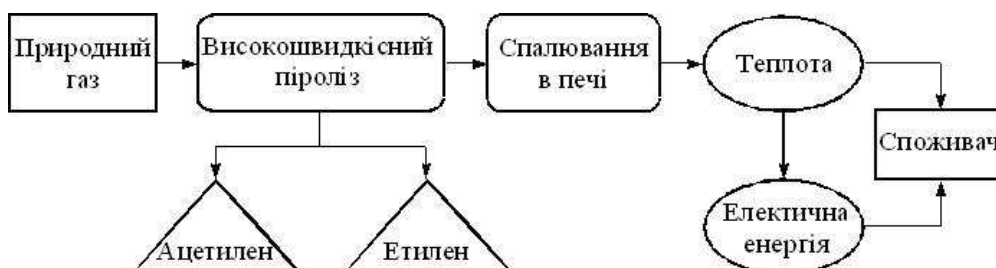 Природний
газ
Високошвидкісний
піроліз
Спалювання
в печі
Теплота
Споживач
Ацетилен
Етилен
Електична
енергія